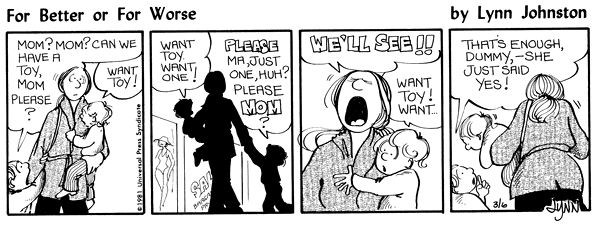 For Better or For Worse
by Lynn Johnston
MOM? MOM? CAN WE
HAVE A
TOY,
MOM
PLEASE
?
WANT
TOY!
© 1981 Universal Press Syndicate
WANT
TOY
WANT,
ONE!
PLEASE
MA, JUST
ONE, HUH?
PLEASE
MOM
?
WE'LL SEE!!
WANT
TOY!
WANT...
THAT'S ENOUGH,
DUMMY, – SHE
JUST SAID
YES!
3/6
LYNN